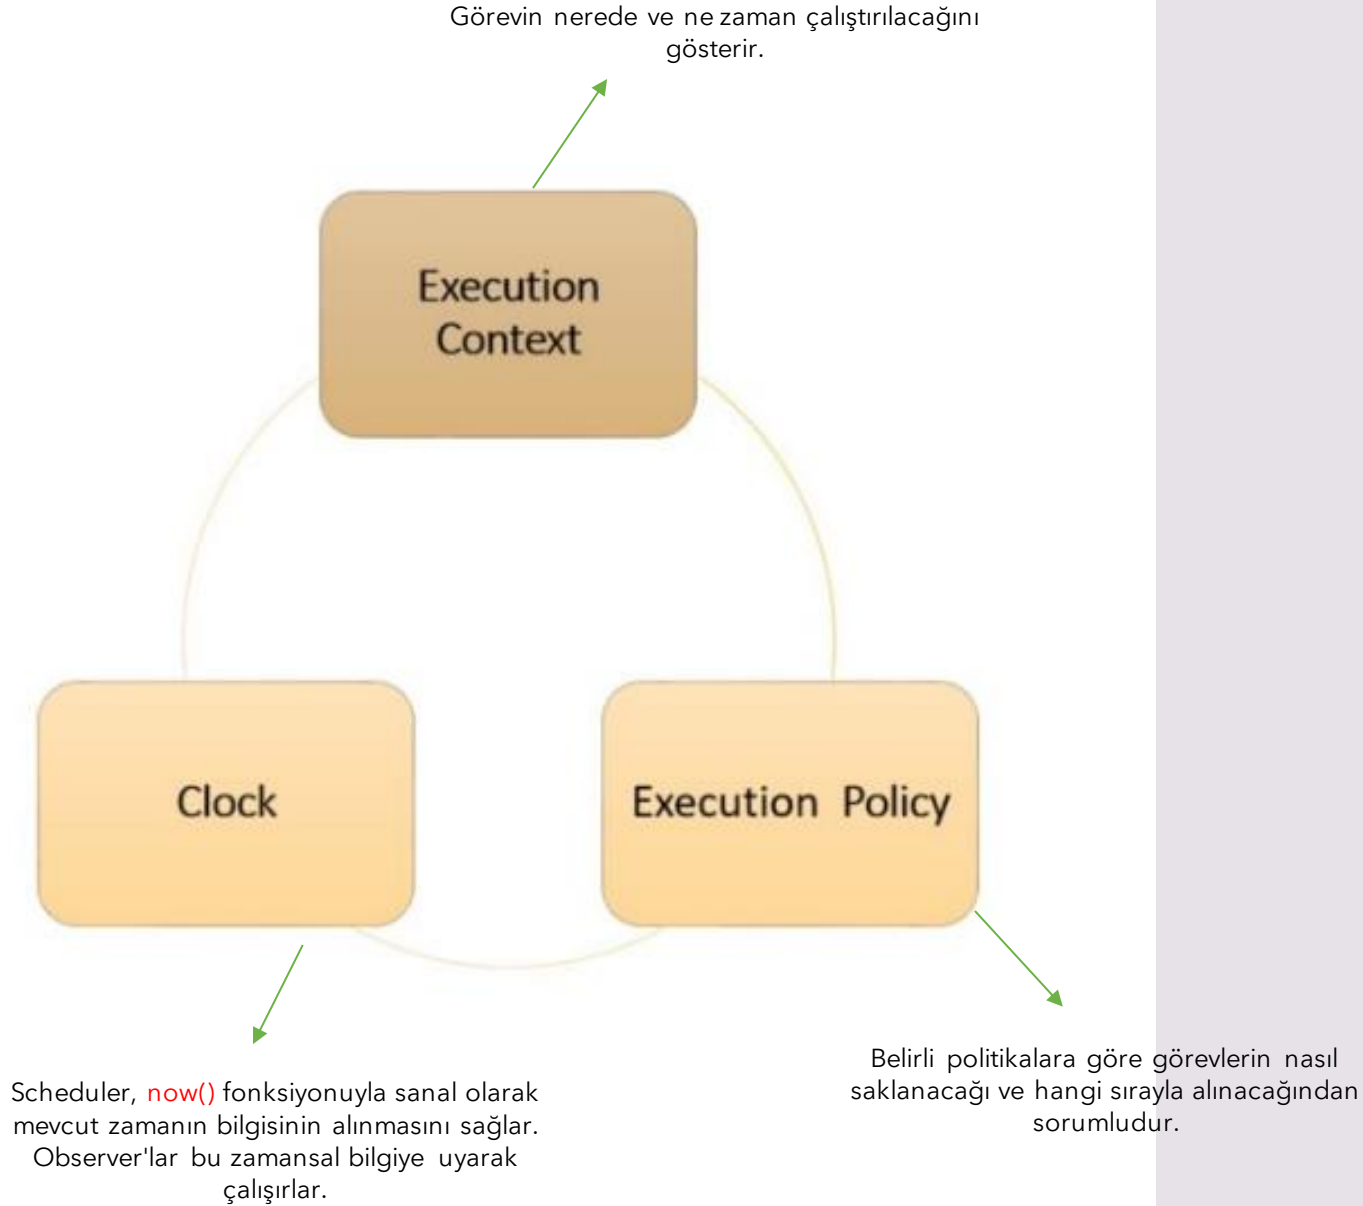 Görevin nerede ve ne zaman çalıştırılacağını
gösterir.
Execution
Context
Clock
Execution Policy
Scheduler, now() fonksiyonuyla sanal olarak
mevcut zamanın bilgisinin alınmasını sağlar.
Observer'lar bu zamansal bilgiye uyarak
çalışırlar.
Belirli politikalara göre görevlerin nasıl
saklanacağı ve hangi sırayla alınacağından
sorumludur.